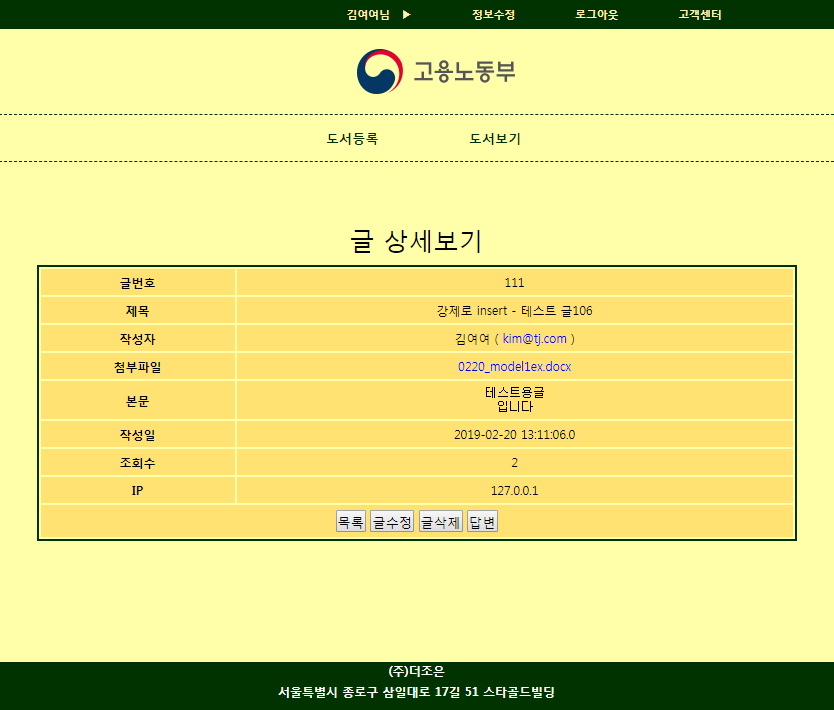 김여여님 ▶ 정보수정 로그아웃 고객센터
고용노동부
도서등록 도서보기
글 상세보기
글번호 111
제목 강제로 insert - 테스트 글106
작성자 김여여 ( kim@tj.com )
첨부파일 0220_model1ex.docx
본문 테스트용글
입니다
작성일 2019-02-20 13:11:06.0
조회수 2
IP 127.0.0.1
목록 글수정 글삭제 답변
(주)더조은
서울특별시 종로구 삼일대로 17길 51 스타골드빌딩